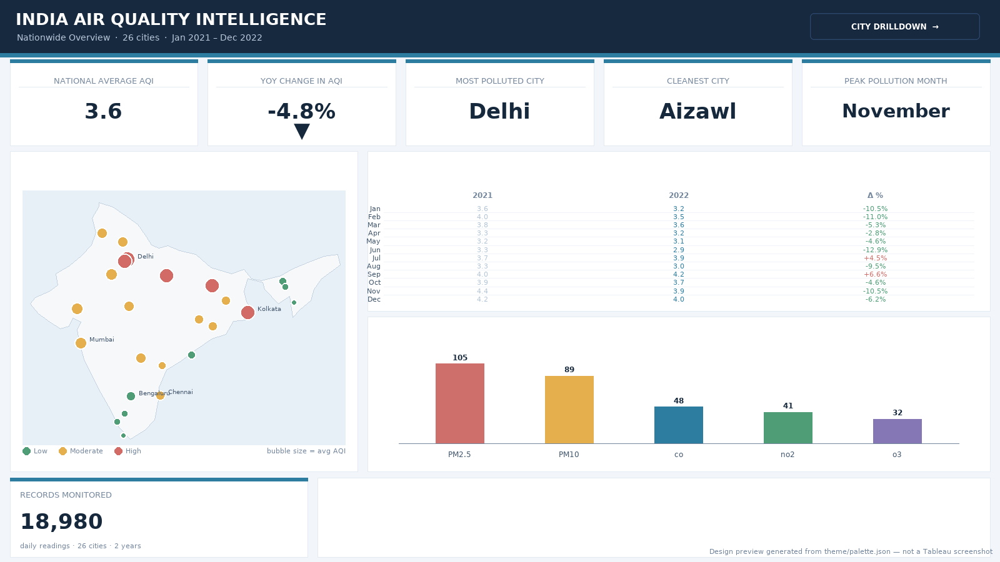 INDIA AIR QUALITY INTELLIGENCE
Nationwide Overview · 26 cities · Jan 2021 – Dec 2022
CITY DRILLDOWN →
NATIONAL AVERAGE AQI
3.6
YOY CHANGE IN AQI
-4.8%
▼
MOST POLLUTED CITY
Delhi
CLEANEST CITY
Aizawl
PEAK POLLUTION MONTH
November
Delhi
Kolkata
Mumbai
Bengaluru
Chennai
Low Moderate High bubble size = avg AQI
2021 2022 Δ %
Jan 3.6 3.2 -10.5%
Feb 4.0 3.5 -11.0%
Mar 3.8 3.6 -5.3%
Apr 3.3 3.2 -2.8%
May 3.2 3.1 -4.6%
Jun 3.3 2.9 -12.9%
Jul 3.7 3.9 +4.5%
Aug 3.3 3.0 -9.5%
Sep 4.0 4.2 +6.6%
Oct 3.9 3.7 -4.6%
Nov 4.4 3.9 -10.5%
Dec 4.2 4.0 -6.2%
105 89 48 41 32
PM2.5 PM10 co no2 o3
RECORDS MONITORED
18,980
daily readings · 26 cities · 2 years
Design preview generated from theme/palette.json — not a Tableau screenshot